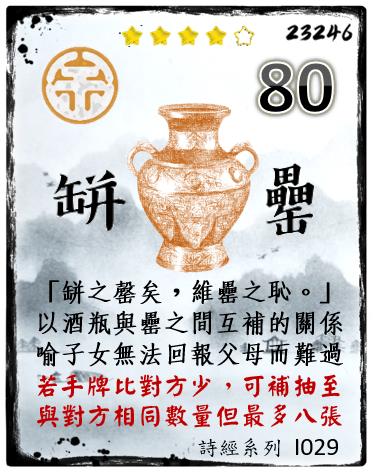 23246
80
缾罍
「缾之罄矣,維罍之恥。」
以酒瓶與罍之間互補的關係
喻子女無法回報父母而難過
若手牌比對方少,可補抽至
與對方相同數量但最多八張
詩經系列 I029